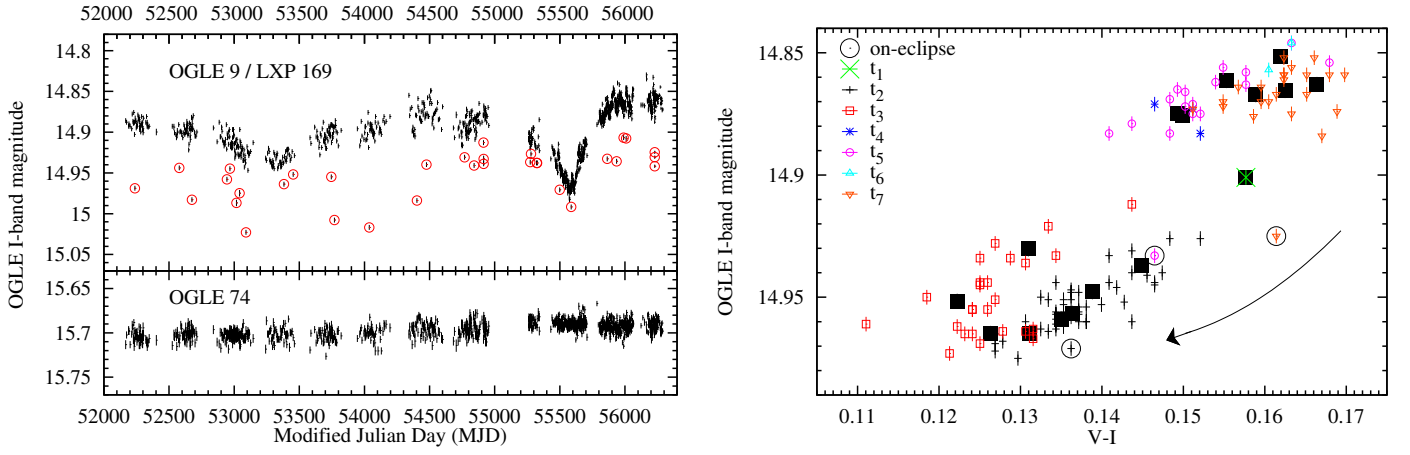 52000 52500 53000 53500 54000 54500 55000 55500 56000
14.8
14.85
14.9
14.95
15
15.05
OGLE 9 / LXP 169
15.65
15.7
15.75
OGLE 74
OGLE I-band magnitude
52000 52500 53000 53500 54000 54500 55000 55500 56000
Modified Julian Day (MJD)
on-eclipse
t1
t2
t3
t4
t5
t6
t7
14.85
14.9
14.95
OGLE I-band magnitude
0.11 0.12 0.13 0.14 0.15 0.16 0.17
V-I